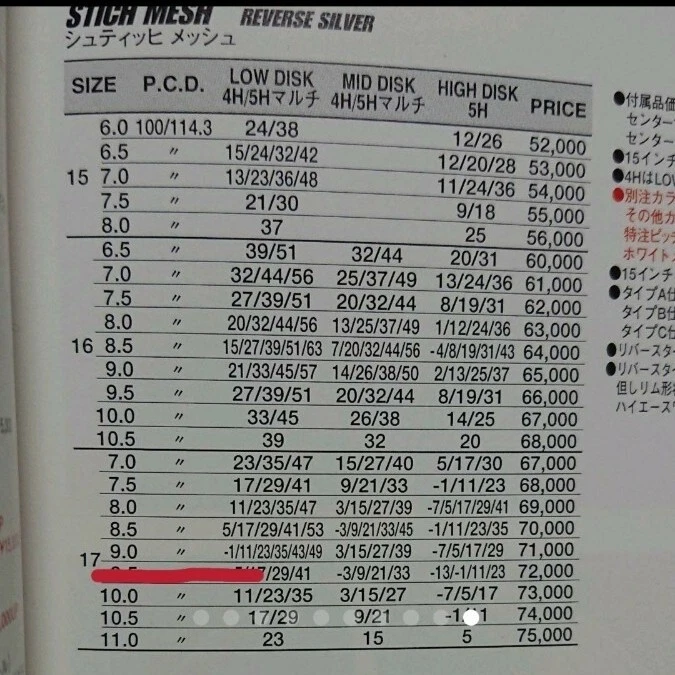 STICH MESH REVERSE SILVER
シュティッヒ メッシュ
SIZE P.C.D. LOW DISK 4H/5Hマルチ MID DISK 4H/5Hマルチ HIGH DISK 5H PRICE
15
6.0 100/114.3 24/38 12/26 52,000
6.5 〃 15/24/32/42 12/20/28 53,000
7.0 〃 13/23/36/48 11/24/36 54,000
7.5 〃 21/30 9/18 55,000
8.0 〃 37 25 56,000
16
6.5 〃 39/51 32/44 20/31 60,000
7.0 〃 32/44/56 25/37/49 13/24/36 61,000
7.5 〃 27/39/51 20/32/44 8/19/31 62,000
8.0 〃 20/32/44/56 13/25/37/49 1/12/24/36 63,000
8.5 〃 15/27/39/51/63 7/20/32/44/56 -4/8/19/31/43 64,000
9.0 〃 21/33/45/57 14/26/38/50 2/13/25/37 65,000
9.5 〃 27/39/51 20/32/44 8/19/31 66,000
10.0 〃 33/45 26/38 14/25 67,000
10.5 〃 39 32 20 68,000
17
7.0 〃 23/35/47 15/27/40 5/17/30 67,000
7.5 〃 17/29/41 9/21/33 -1/11/23 68,000
8.0 〃 11/23/35/47 3/15/27/39 -7/5/17/29/41 69,000
8.5 〃 5/17/29/41/53 -3/9/21/33/45 -1/11/23/35 70,000
9.0 〃 -1/11/23/35/43/49 3/15/27/39 -7/5/17/29 71,000
/29/41 -3/9/21/33 -13/-1/11/23 72,000
10.0 〃 11/23/35 3/15/27 -7/5/17 73,000
10.5 〃 17/29 9/21 74,000
11.0 〃 23 15 5 75,000
●付属品価
センター
センター
●15インチ
●4HはLOW
●別注カラ
その他カ
特注ピッチ
ホワイト
●15インチ
●タイプA仕
タイプB仕
タイプC仕
●リバースタイ
●リバースタイ
但しリム形状
ハイエース